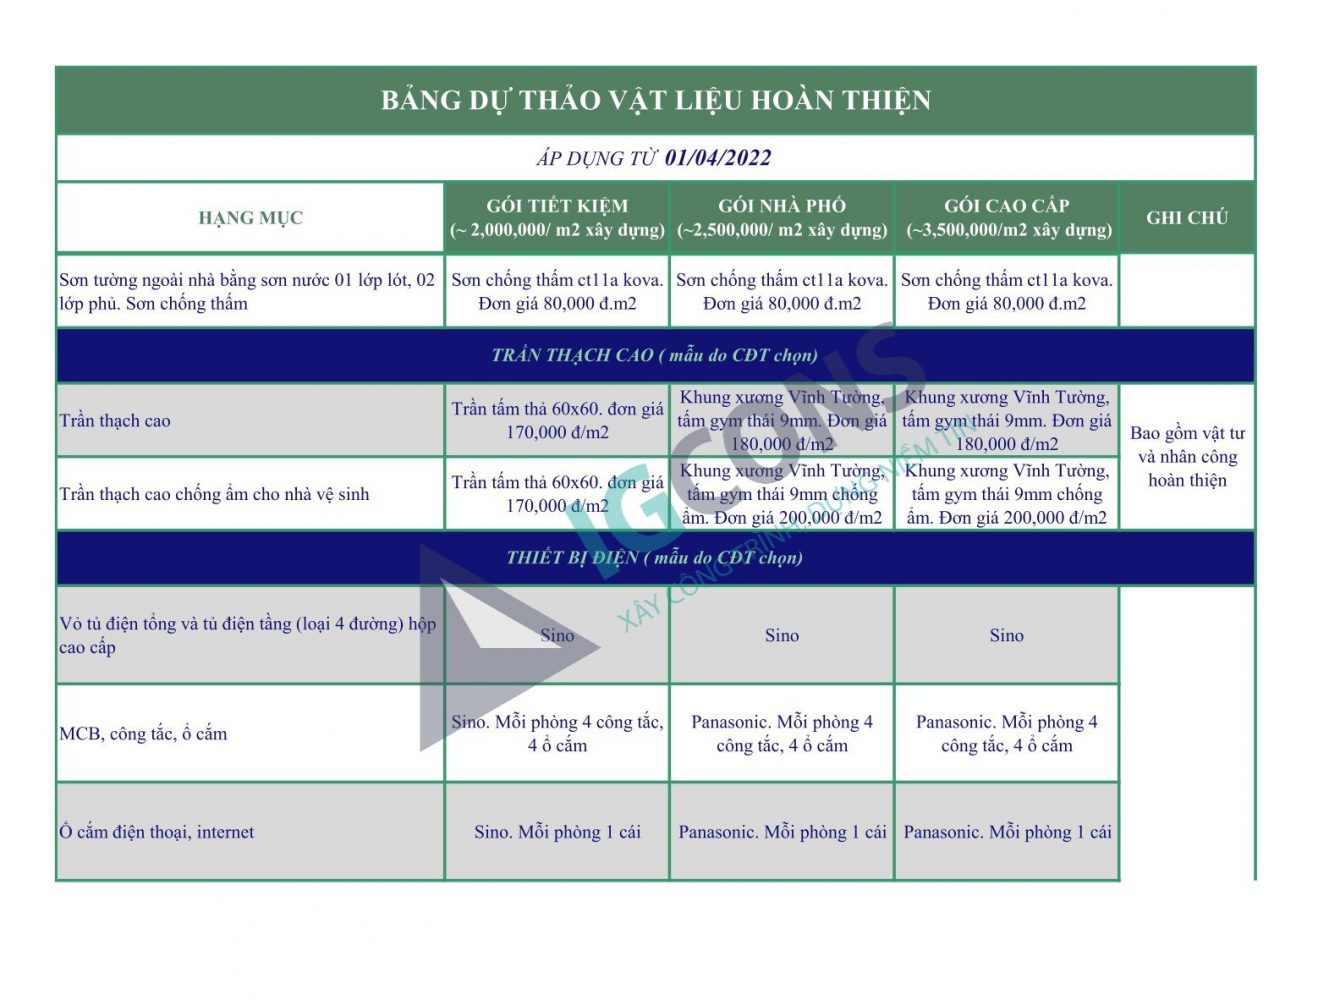 BẢNG DỰ THẢO VẬT LIỆU HOÀN THIỆN
ÁP DỤNG TỪ 01/04/2022
HẠNG MỤC
GÓI TIẾT KIỆM
(~ 2,000,000/ m2 xây dựng)
GÓI NHÀ PHỐ
(~2,500,000/ m2 xây dựng)
GÓI CAO CẤP
(~3,500,000/m2 xây dựng)
GHI CHÚ
Sơn tường ngoài nhà bằng sơn nước 01 lớp lót, 02
lớp phủ. Sơn chống thấm
Sơn chống thấm ct11a kova.
Đơn giá 80,000 đ.m2
Sơn chống thấm ct11a kova.
Đơn giá 80,000 đ.m2
Sơn chống thấm ct11a kova.
Đơn giá 80,000 đ.m2
TRẦN THẠCH CAO ( mẫu do CĐT chọn)
Trần thạch cao
Trần tấm thả 60x60. đơn giá
170,000 đ/m2
Khung xương Vĩnh Tường,
tấm gym thái 9mm. Đơn giá
180,000 đ/m2
Khung xương Vĩnh Tường,
tấm gym thái 9mm. Đơn giá
180,000 đ/m2
Bao gồm vật tư
và nhân công
hoàn thiện
Trần thạch cao chống ẩm cho nhà vệ sinh
Trần tấm thả 60x60. đơn giá
170,000 đ/m2
Khung xương Vĩnh Tường,
tấm gym thái 9mm chống
ẩm. Đơn giá 200,000 đ/m2
Khung xương Vĩnh Tường,
tấm gym thái 9mm chống
ẩm. Đơn giá 200,000 đ/m2
THIẾT BỊ ĐIỆN ( mẫu do CĐT chọn)
Vỏ tủ điện tổng và tủ điện tầng (loại 4 đường) hộp
cao cấp
Sino
Sino
Sino
MCB, công tắc, ổ cắm
Sino. Mỗi phòng 4 công tắc,
4 ổ cắm
Panasonic. Mỗi phòng 4
công tắc, 4 ổ cắm
Panasonic. Mỗi phòng 4
công tắc, 4 ổ cắm
Ổ cắm điện thoại, internet
Sino. Mỗi phòng 1 cái
Panasonic. Mỗi phòng 1 cái
Panasonic. Mỗi phòng 1 cái
IGCONS
XÂY CÔNG TRÌNH, DỰNG NIỀM TIN